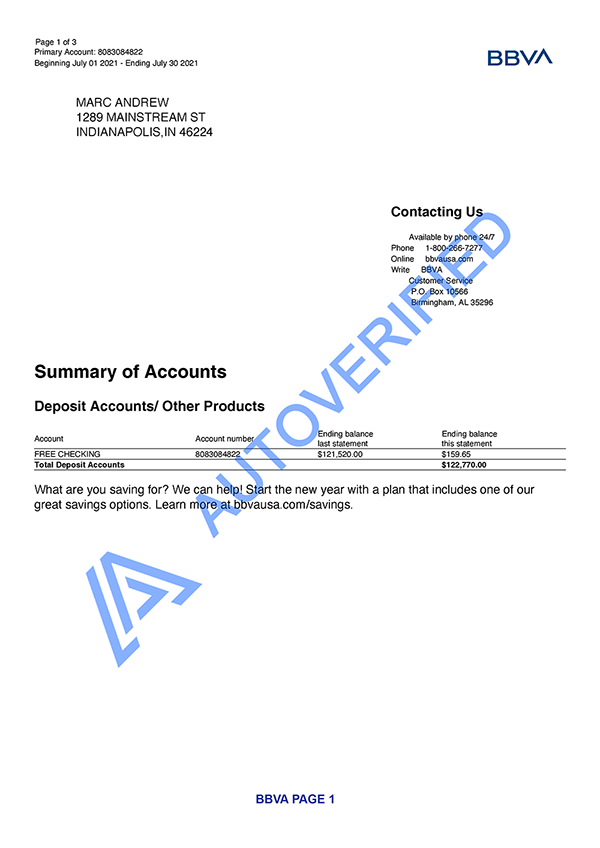 Page 1 of 3
Primary Account: 8083084822
Beginning July 01 2021 - Ending July 30 2021
BBVA
MARC ANDREW
1289 MAINSTREAM ST
INDIANAPOLIS,IN 46224
Contacting Us
Available by phone 24/7
Phone 1-800-266-7277
Online bbvausa.com
Write BBVA
Customer Service
P.O. Box 10566
Birmingham, AL 35296
Summary of Accounts
Deposit Accounts/ Other Products
Account Account number Ending balance last statement Ending balance this statement
FREE CHECKING 8083084822 $121,520.00 $159.65
Total Deposit Accounts $122,770.00
What are you saving for? We can help! Start the new year with a plan that includes one of our
great savings options. Learn more at bbvausa.com/savings.
AUTOVERIFIED
BBVA PAGE 1